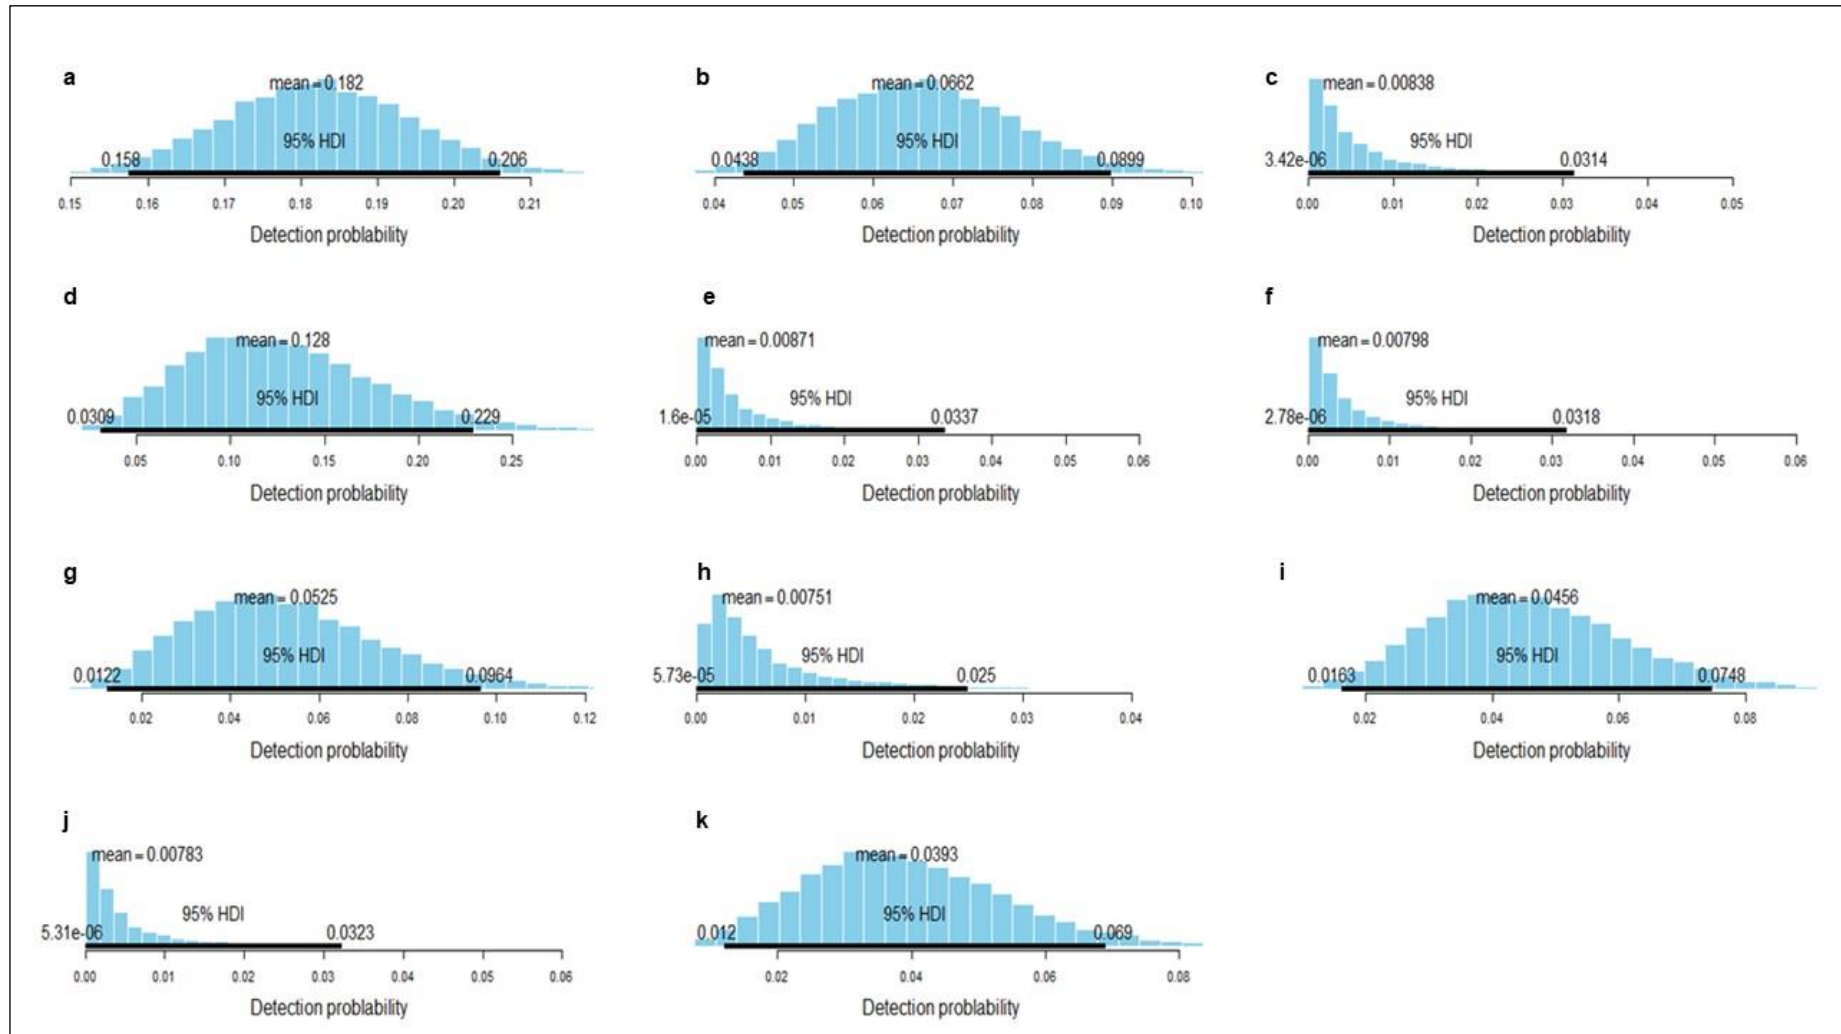 a
mean = 0.182
95% HDI
0.158
0.206
0.15 0.16 0.17 0.18 0.19 0.20 0.21
Detection problability
b
mean = 0.0662
95% HDI
0.0438
0.0899
0.04 0.05 0.06 0.07 0.08 0.09 0.10
Detection problability
c
mean = 0.00838
95% HDI
3.42e-06
0.0314
0.00 0.01 0.02 0.03 0.04 0.05
Detection problability
d
mean = 0.128
95% HDI
0.0309
0.229
0.05 0.10 0.15 0.20 0.25
Detection problability
e
mean = 0.00871
95% HDI
1.6e-05
0.0337
0.00 0.01 0.02 0.03 0.04 0.05 0.06
Detection problability
f
mean = 0.00798
95% HDI
2.78e-06
0.0318
0.00 0.01 0.02 0.03 0.04 0.05 0.06
Detection problability
g
mean = 0.0525
95% HDI
0.0122
0.0964
0.02 0.04 0.06 0.08 0.10 0.12
Detection problability
h
mean = 0.00751
95% HDI
5.73e-05
0.025
0.00 0.01 0.02 0.03 0.04
Detection problability
i
mean = 0.0456
95% HDI
0.0163
0.0748
0.02 0.04 0.06 0.08
Detection problability
j
mean = 0.00783
95% HDI
5.31e-06
0.0323
0.00 0.01 0.02 0.03 0.04 0.05 0.06
Detection problability
k
mean = 0.0393
95% HDI
0.012
0.069
0.02 0.04 0.06 0.08
Detection problability